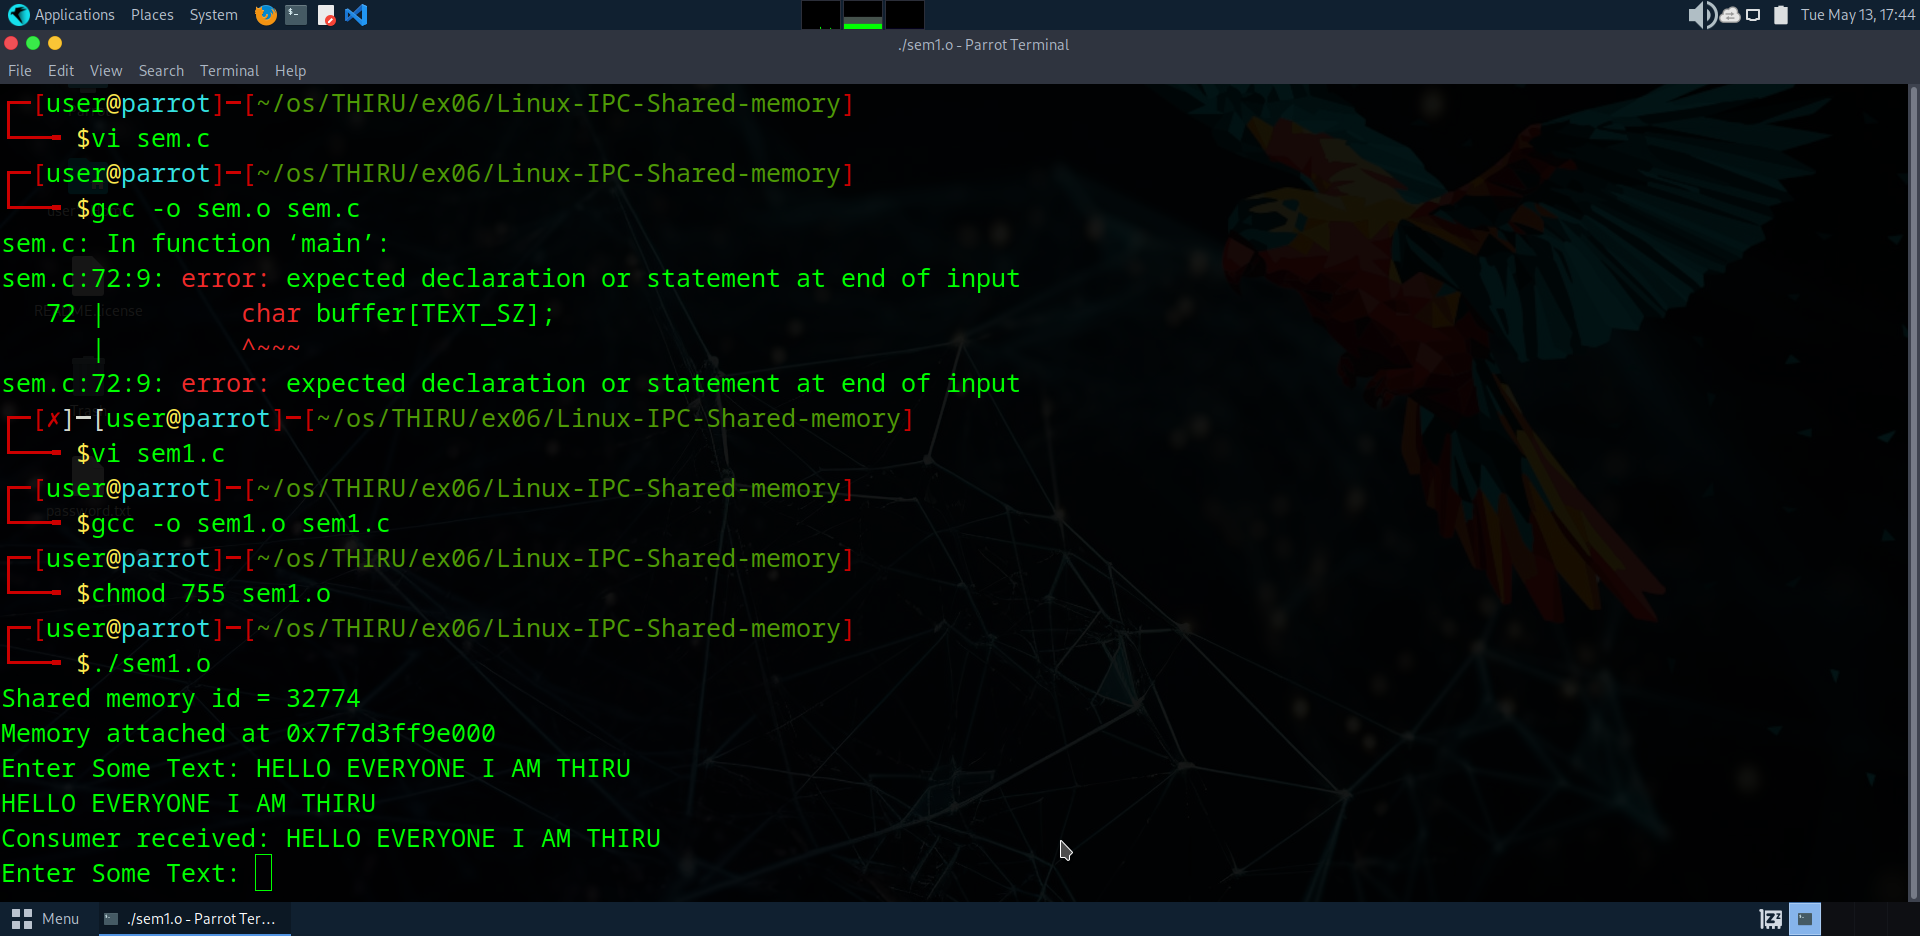 Applications Places System Tue May 13, 17:44
./sem1.o - Parrot Terminal
File Edit View Search Terminal Help
┌─[user@parrot]─[~/os/THIRU/ex06/Linux-IPC-Shared-memory]
└──╼ $vi sem.c
┌─[user@parrot]─[~/os/THIRU/ex06/Linux-IPC-Shared-memory]
└──╼ $gcc -o sem.o sem.c
sem.c: In function ‘main’:
sem.c:72:9: error: expected declaration or statement at end of input
72 | char buffer[TEXT_SZ];
| ^~~~
sem.c:72:9: error: expected declaration or statement at end of input
┌─[✗]─[user@parrot]─[~/os/THIRU/ex06/Linux-IPC-Shared-memory]
└──╼ $vi sem1.c
┌─[user@parrot]─[~/os/THIRU/ex06/Linux-IPC-Shared-memory]
└──╼ $gcc -o sem1.o sem1.c
┌─[user@parrot]─[~/os/THIRU/ex06/Linux-IPC-Shared-memory]
└──╼ $chmod 755 sem1.o
┌─[user@parrot]─[~/os/THIRU/ex06/Linux-IPC-Shared-memory]
└──╼ $./sem1.o
Shared memory id = 32774
Memory attached at 0x7f7d3ff9e000
Enter Some Text: HELLO EVERYONE I AM THIRU
HELLO EVERYONE I AM THIRU
Consumer received: HELLO EVERYONE I AM THIRU
Enter Some Text:
Menu ./sem1.o - Parrot Ter...